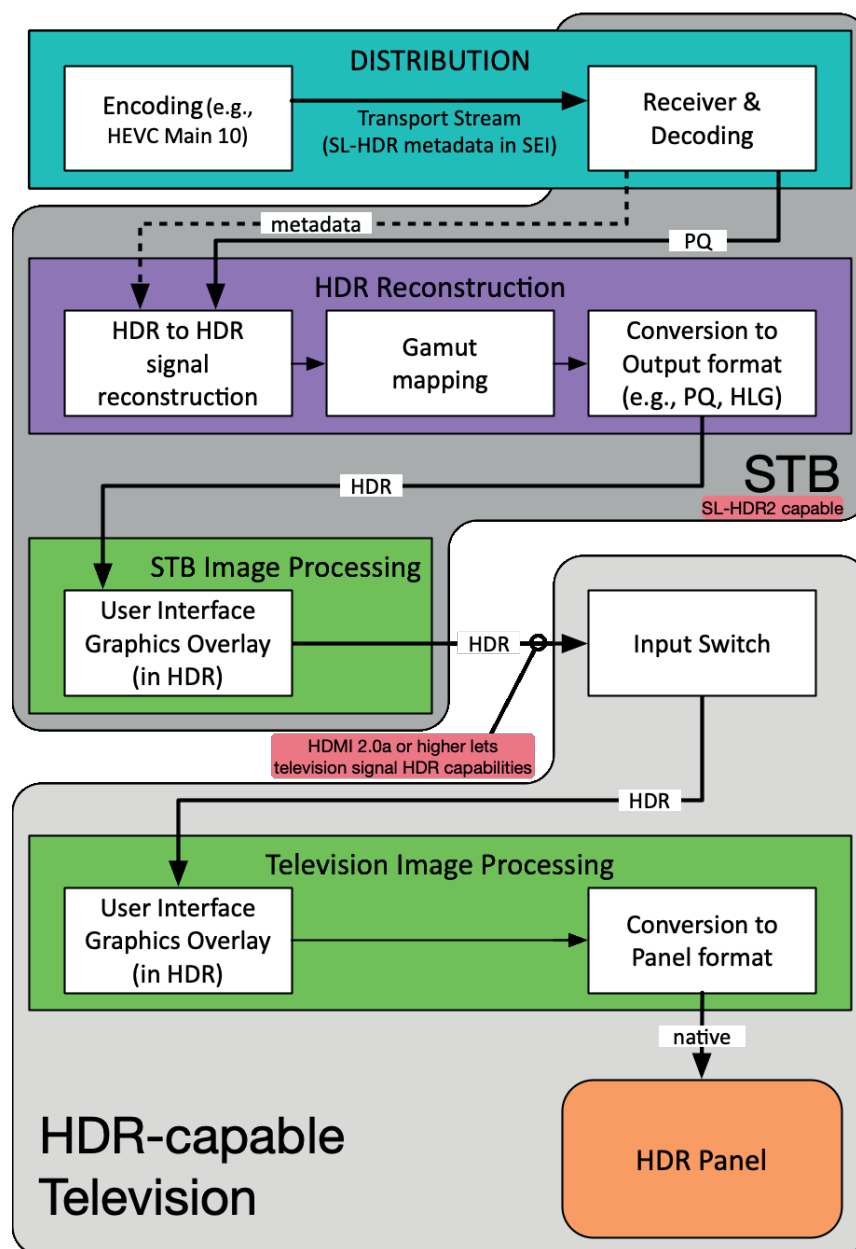 DISTRIBUTION
Encoding (e.g.,
HEVC Main 10)
Transport Stream
(SL-HDR metadata in SEI)
Receiver &
Decoding
metadata
PQ
HDR Reconstruction
HDR to HDR
signal
reconstruction
Gamut
mapping
Conversion to
Output format
(e.g., PQ, HLG)
STB
SL-HDR2 capable
HDR
STB Image Processing
User Interface
Graphics Overlay
(in HDR)
HDR
Input Switch
HDMI 2.0a or higher lets
television signal HDR capabilities
HDR
Television Image Processing
User Interface
Graphics Overlay
(in HDR)
Conversion to
Panel format
native
HDR-capable
Television
HDR Panel